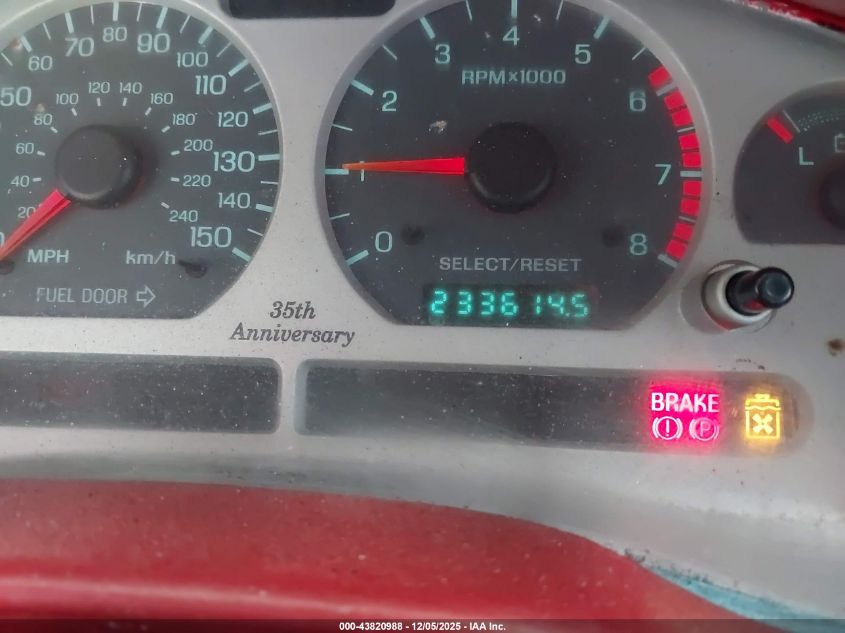 50 60 70 80 90 100 110 120 130 140 150
20 40 60 80 100 120 140 160 180 200 220 240
MPH km/h
FUEL DOOR
35th
Anniversary
0 1 2 3 4 5 6 7 8
RPM×1000
SELECT/RESET
233614.5
L
BRAKE
(!) (P)
000-43820988 - 12/05/2025 - IAA Inc.